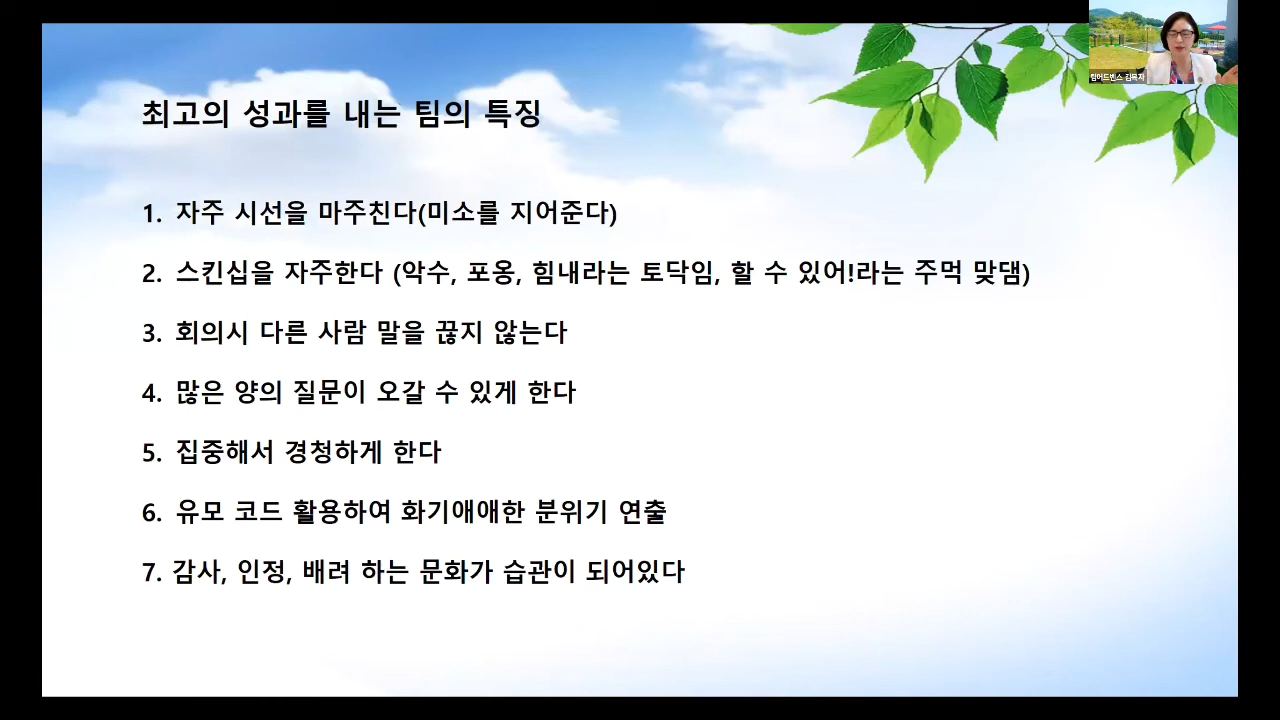 최고의 성과를 내는 팀의 특징
1. 자주 시선을 마주친다(미소를 지어준다)
2. 스킨십을 자주한다 (악수, 포옹, 힘내라는 토닥임, 할 수 있어!라는 주먹 맞댐)
3. 회의시 다른 사람 말을 끊지 않는다
4. 많은 양의 질문이 오갈 수 있게 한다
5. 집중해서 경청하게 한다
6. 유모 코드 활용하여 화기애애한 분위기 연출
7. 감사, 인정, 배려 하는 문화가 습관이 되어있다